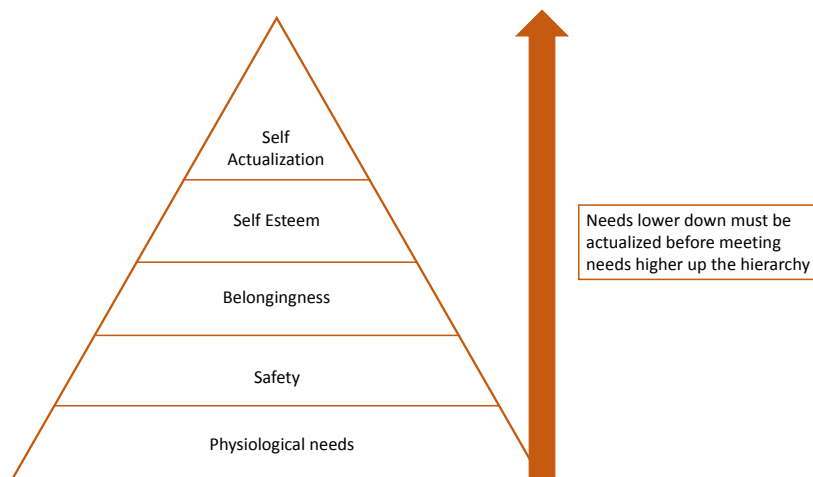 Self
Actualization
Self Esteem
Belongingness
Safety
Physiological needs
Needs lower down must be
actualized before meeting
needs higher up the hierarchy